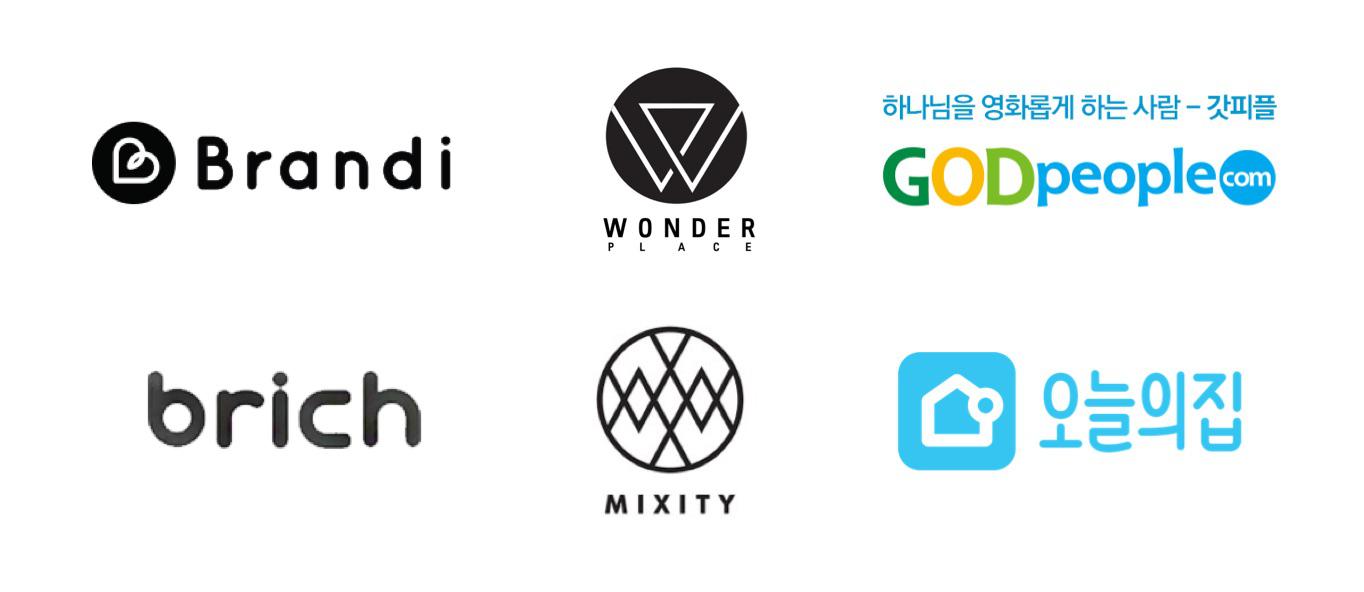 Brandi
WONDER
PLACE
하나님을 영화롭게 하는 사람 – 갓피플
GODpeople com
brich
MIXITY
오늘의집